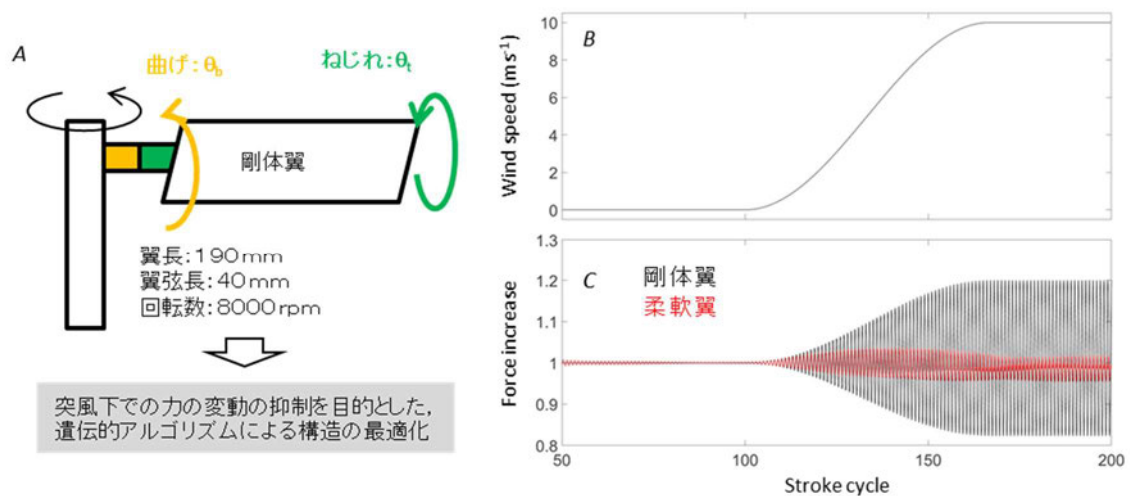 A
曲げ:θb
ねじれ:θt
剛体翼
翼長:190mm
翼弦長:40mm
回転数:8000rpm
突風下での力の変動の抑制を目的とした,
遺伝的アルゴリズムによる構造の最適化
B
Wind speed (m s-1)
10
8
6
4
2
0
C
剛体翼
柔軟翼
Force increase
1.3
1.2
1.1
1
0.9
0.8
50
100
150
200
Stroke cycle